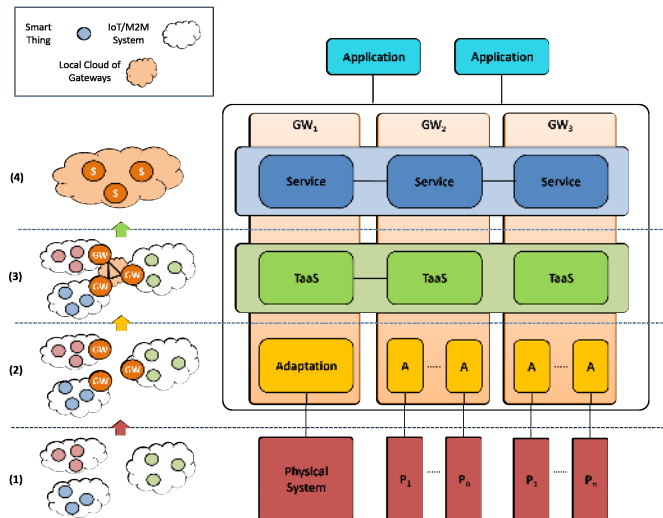 Smart Thing
IoT/M2M System
Local Cloud of Gateways
Application
Application
GW1
GW2
GW3
(4)
S
S
S
Service
Service
Service
(3)
GW
GW
GW
TaaS
TaaS
TaaS
(2)
GW
GW
GW
Adaptation
A
.....
A
A
.....
A
(1)
Physical System
P1
.....
Pn
P1
.....
Pn